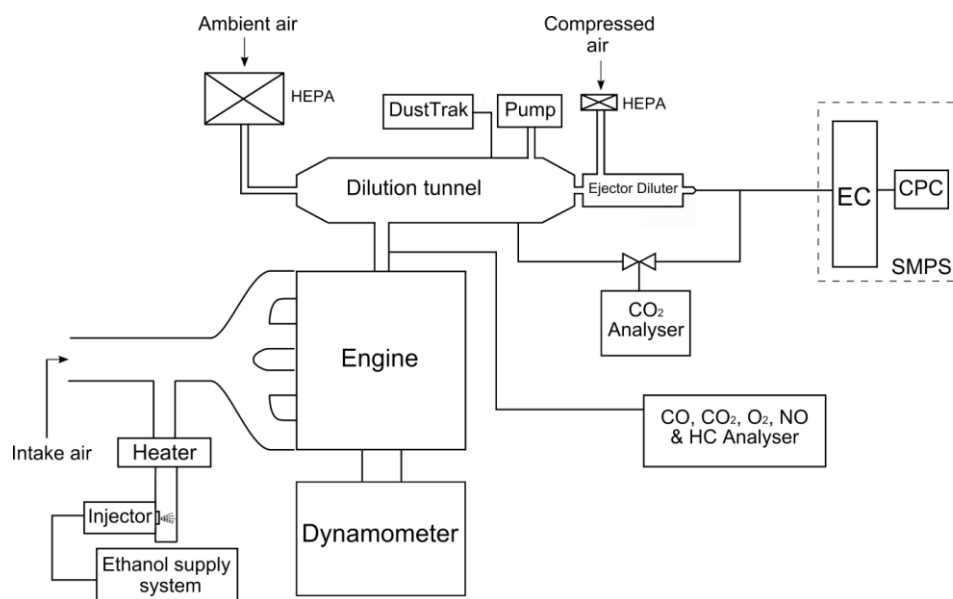 Ambient air
Compressed
air
HEPA
HEPA
DustTrak
Pump
Dilution tunnel
Ejector Diluter
EC
CPC
SMPS
CO₂
Analyser
Engine
CO, CO₂, O₂, NO
& HC Analyser
Intake air
Heater
Injector
Dynamometer
Ethanol supply
system